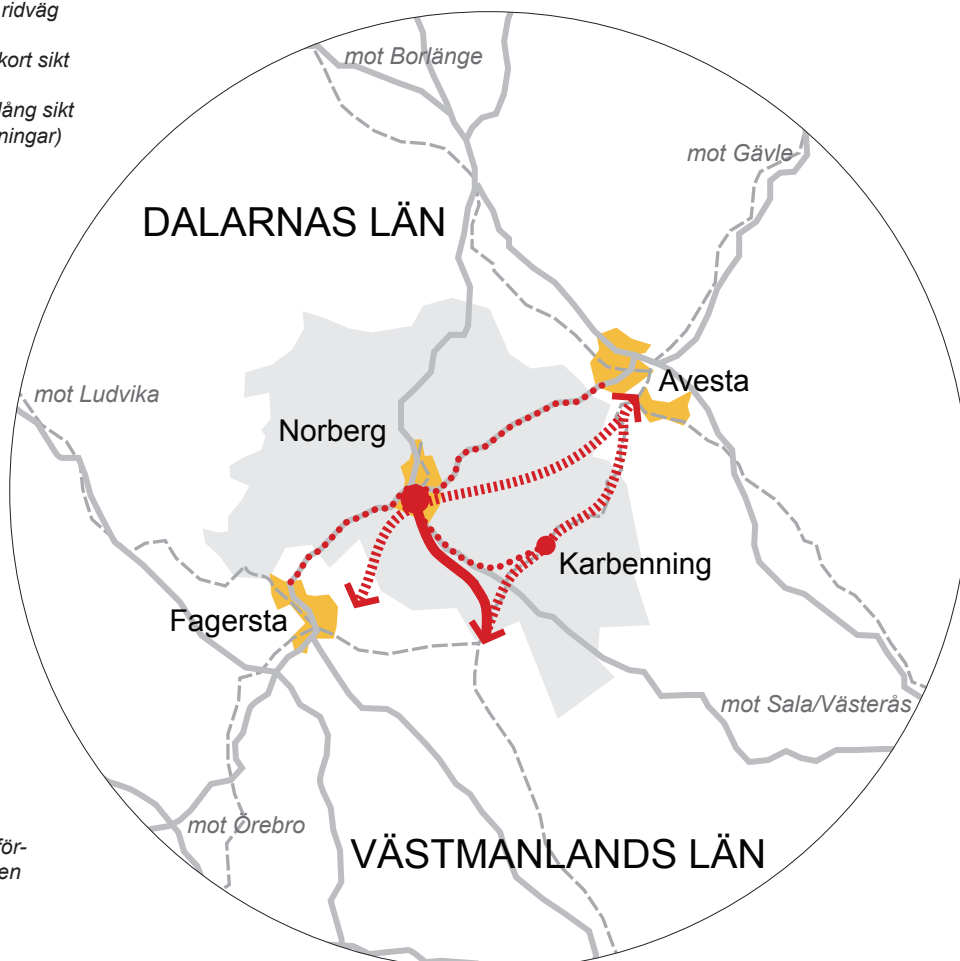 ridväg
kort sikt
lång sikt
ningar)
mot Borlänge
mot Gävle
DALARNAS LÄN
mot Ludvika
Avesta
Norberg
Karbenning
Fagersta
mot Sala/Västerås
mot Örebro
VÄSTMANLANDS LÄN
för-
en